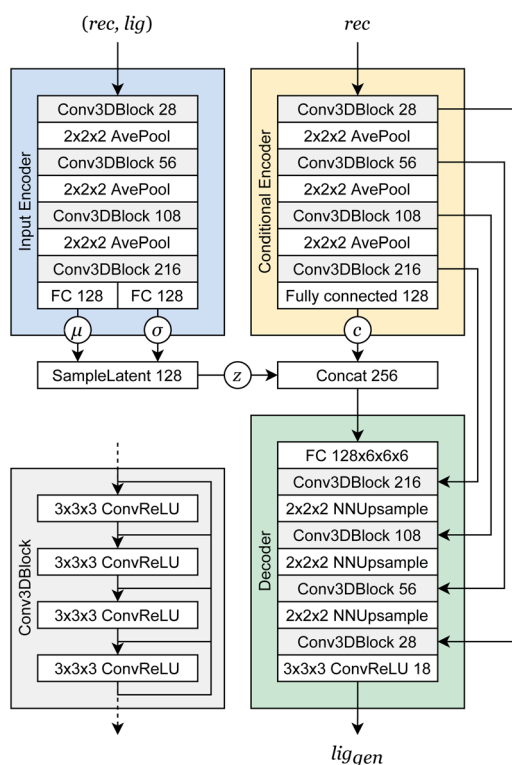 (rec, lig)
Input Encoder
Conv3DBlock 28
2x2x2 AvePool
Conv3DBlock 56
2x2x2 AvePool
Conv3DBlock 108
2x2x2 AvePool
Conv3DBlock 216
FC 128 FC 128
μ σ
SampleLatent 128
z
rec
Conditional Encoder
Conv3DBlock 28
2x2x2 AvePool
Conv3DBlock 56
2x2x2 AvePool
Conv3DBlock 108
2x2x2 AvePool
Conv3DBlock 216
Fully connected 128
c
Concat 256
Conv3DBlock
3x3x3 ConvReLU
3x3x3 ConvReLU
3x3x3 ConvReLU
3x3x3 ConvReLU
Decoder
FC 128x6x6x6
Conv3DBlock 216
2x2x2 NNUpsample
Conv3DBlock 108
2x2x2 NNUpsample
Conv3DBlock 56
2x2x2 NNUpsample
Conv3DBlock 28
3x3x3 ConvReLU 18
lig_gen